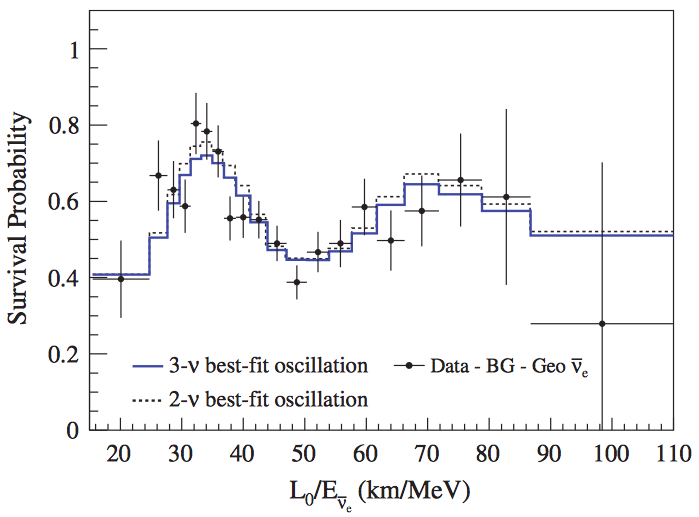 1
0.8
0.6
0.4
0.2
0
Survival Probability
3-ν best-fit oscillation
2-ν best-fit oscillation
Data - BG - Geo ν̅ₑ
20 30 40 50 60 70 80 90 100 110
L₀/E_ν̅ₑ (km/MeV)